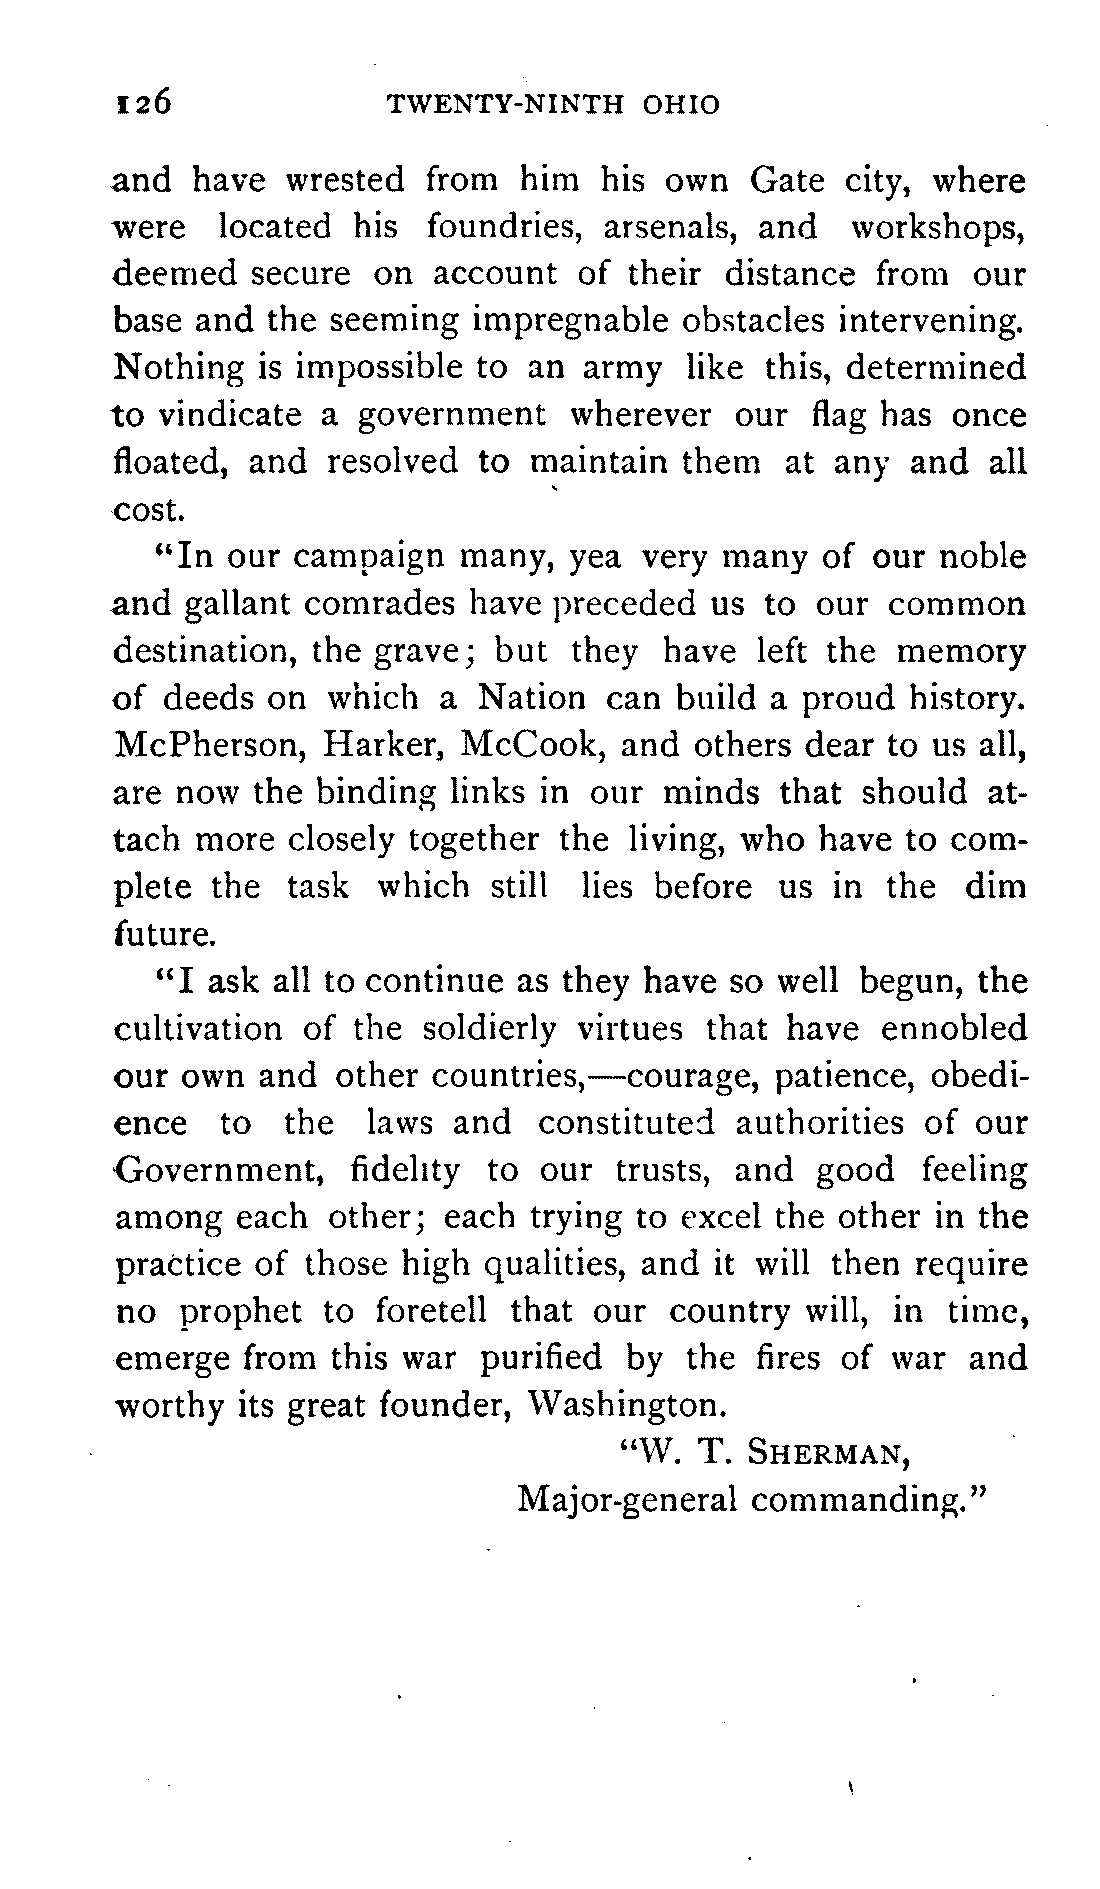 126 TWENTY-NINTH OHIO
and have wrested from him his own Gate city, where
were located his foundries, arsenals, and workshops,
deemed secure on account of their distance from our
base and the seeming impregnable obstacles intervening.
Nothing is impossible to an army like this, determined
to vindicate a government wherever our flag has once
floated, and resolved to maintain them at any and all
cost.
"In our campaign many, yea very many of our noble
and gallant comrades have preceded us to our common
destination, the grave; but they have left the memory
of deeds on which a Nation can build a proud history.
McPherson, Harker, McCook, and others dear to us all,
are now the binding links in our minds that should at-
tach more closely together the living, who have to com-
plete the task which still lies before us in the dim
future.
"I ask all to continue as they have so well begun, the
cultivation of the soldierly virtues that have ennobled
our own and other countries,—courage, patience, obedi-
ence to the laws and constituted authorities of our
Government, fidelity to our trusts, and good feeling
among each other; each trying to excel the other in the
practice of those high qualities, and it will then require
no prophet to foretell that our country will, in time,
emerge from this war purified by the fires of war and
worthy its great founder, Washington.
"W. T. SHERMAN,
Major-general commanding."